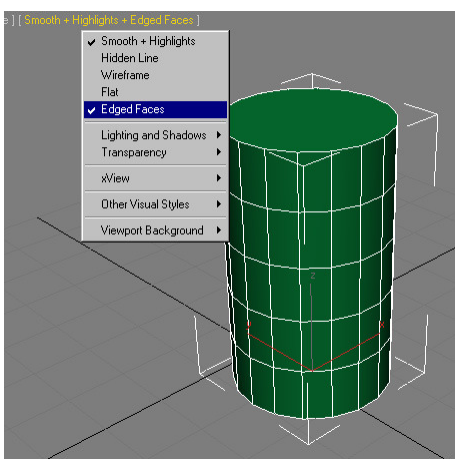 e ] [ Smooth + Highlights + Edged Faces ]
Smooth + Highlights
Hidden Line
Wireframe
Flat
Edged Faces
Lighting and Shadows
Transparency
xView
Other Visual Styles
Viewport Background
z
x